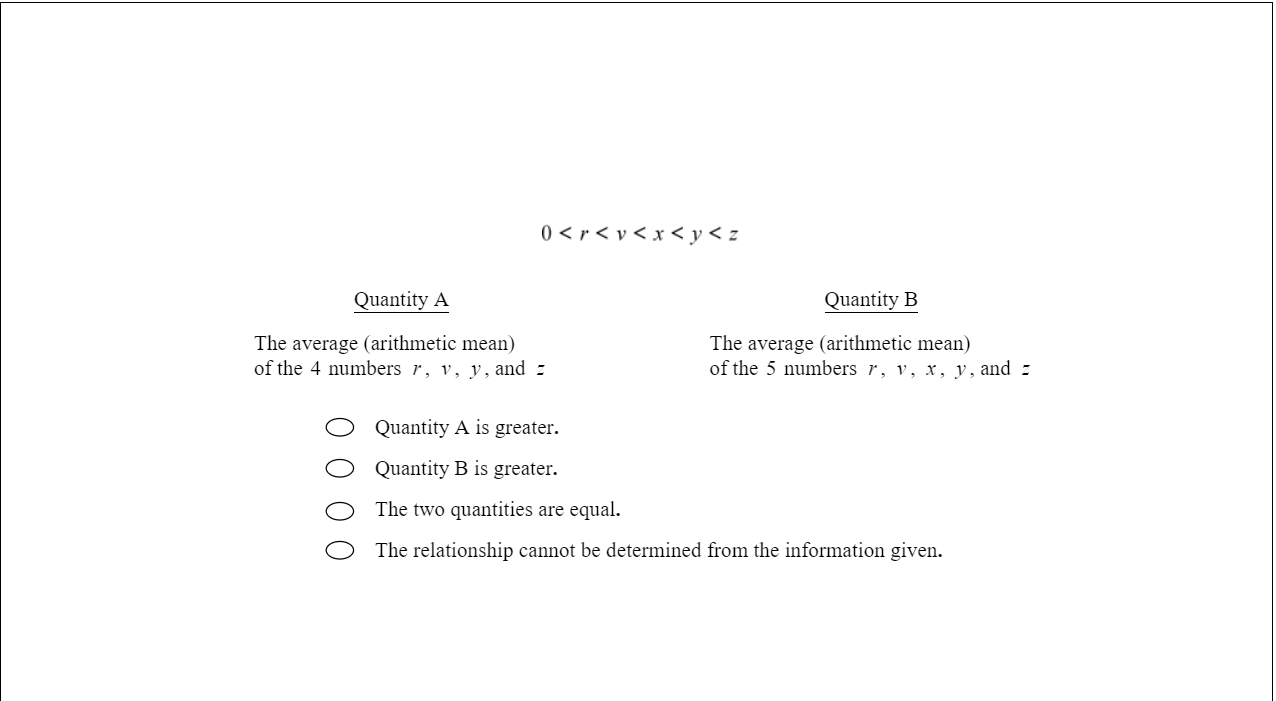 0 < r < v < x < y < z
Quantity A
The average (arithmetic mean)
of the 4 numbers r, v, y, and z
Quantity B
The average (arithmetic mean)
of the 5 numbers r, v, x, y, and z
Quantity A is greater.
Quantity B is greater.
The two quantities are equal.
The relationship cannot be determined from the information given.